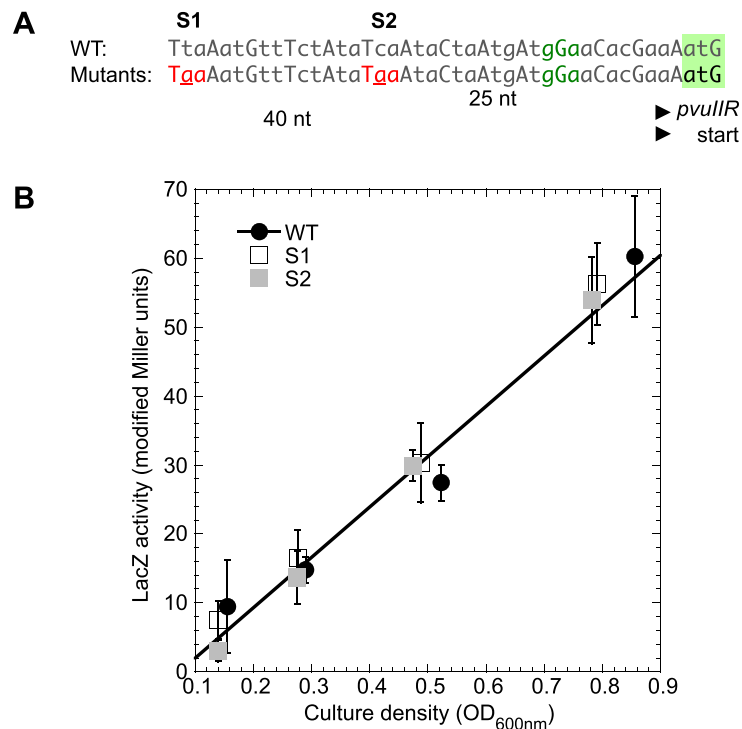 A
S1 S2
WT: TtaAatGttTctAtaTcaAtaCtaAtgAtgGaaCacGaaAatG
Mutants: TaaAatGttTctAtaTaaAtaCtaAtgAtgGaaCacGaaAatG
25 nt
40 nt
► pvuIIR
► start
B
70
60
50
40
30
20
10
0
LacZ activity (modified Miller units)
WT
S1
S2
0.1 0.2 0.3 0.4 0.5 0.6 0.7 0.8 0.9
Culture density (OD600nm)